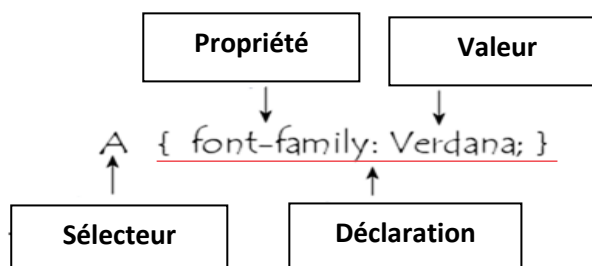 Propriété Valeur
A { font-family: Verdana; }
Sélecteur Déclaration